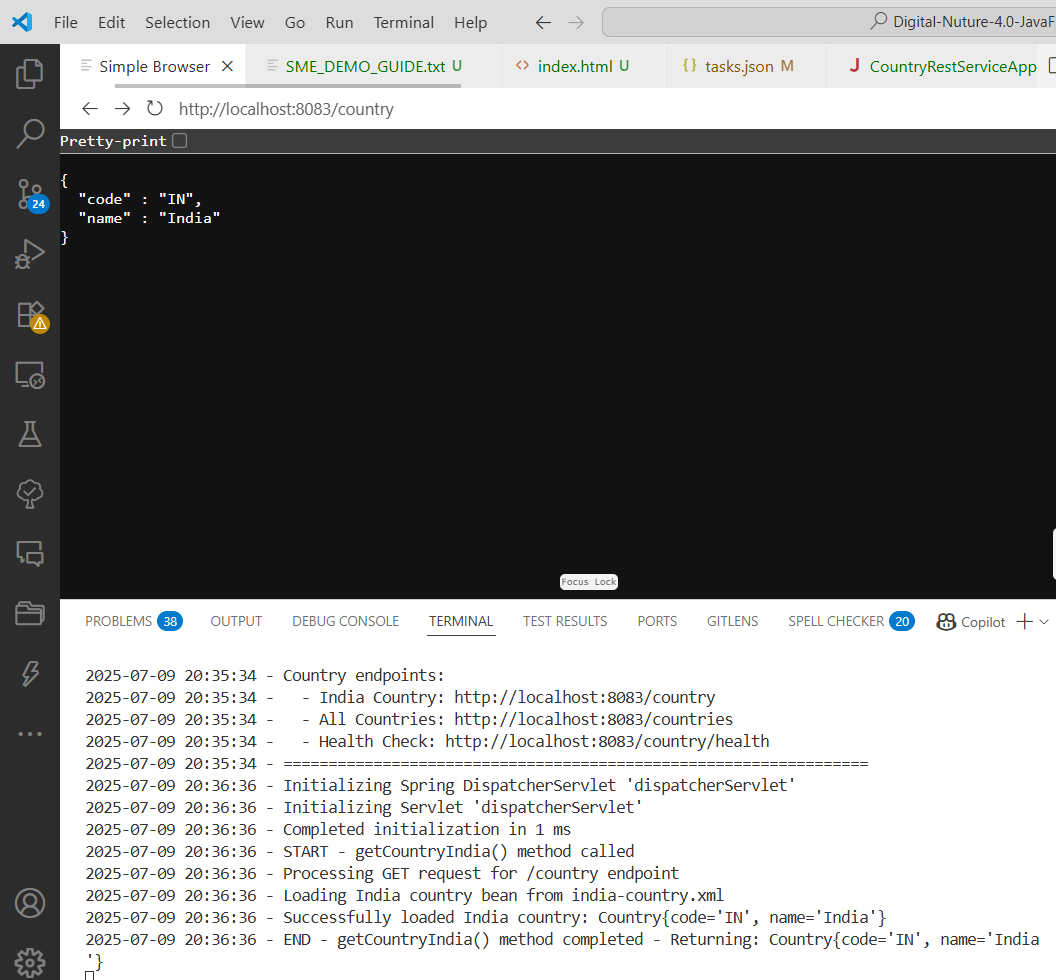 File Edit Selection View Go Run Terminal Help Digital-Nuture-4.0-JavaF
Simple Browser SME_DEMO_GUIDE.txt U index.html U tasks.json M CountryRestServiceApp
http://localhost:8083/country
Pretty-print
{
"code" : "IN",
"name" : "India"
}
24
Focus Lock
PROBLEMS 38 OUTPUT DEBUG CONSOLE TERMINAL TEST RESULTS PORTS GITLENS SPELL CHECKER 20 Copilot
2025-07-09 20:35:34 - Country endpoints:
2025-07-09 20:35:34 -   - India Country: http://localhost:8083/country
2025-07-09 20:35:34 -   - All Countries: http://localhost:8083/countries
2025-07-09 20:35:34 -   - Health Check: http://localhost:8083/country/health
2025-07-09 20:35:34 - =================================================================
2025-07-09 20:36:36 - Initializing Spring DispatcherServlet 'dispatcherServlet'
2025-07-09 20:36:36 - Initializing Servlet 'dispatcherServlet'
2025-07-09 20:36:36 - Completed initialization in 1 ms
2025-07-09 20:36:36 - START - getCountryIndia() method called
2025-07-09 20:36:36 - Processing GET request for /country endpoint
2025-07-09 20:36:36 - Loading India country bean from india-country.xml
2025-07-09 20:36:36 - Successfully loaded India country: Country{code='IN', name='India'}
2025-07-09 20:36:36 - END - getCountryIndia() method completed - Returning: Country{code='IN', name='India
'}